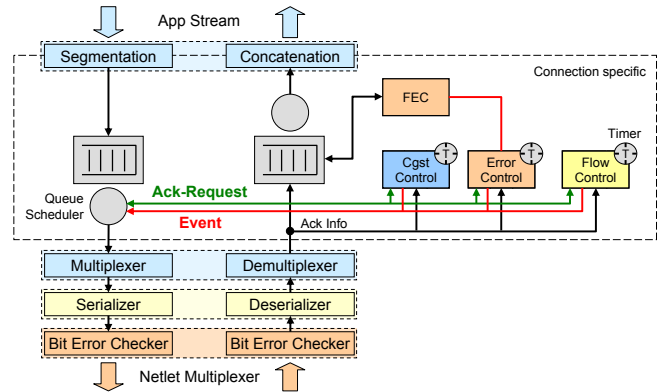 App Stream
Segmentation
Concatenation
Connection specific
FEC
Timer
T
T
T
Cgst
Control
Error
Control
Flow
Control
Queue
Scheduler
Ack-Request
Event
Ack Info
Multiplexer
Demultiplexer
Serializer
Deserializer
Bit Error Checker
Bit Error Checker
Netlet Multiplexer